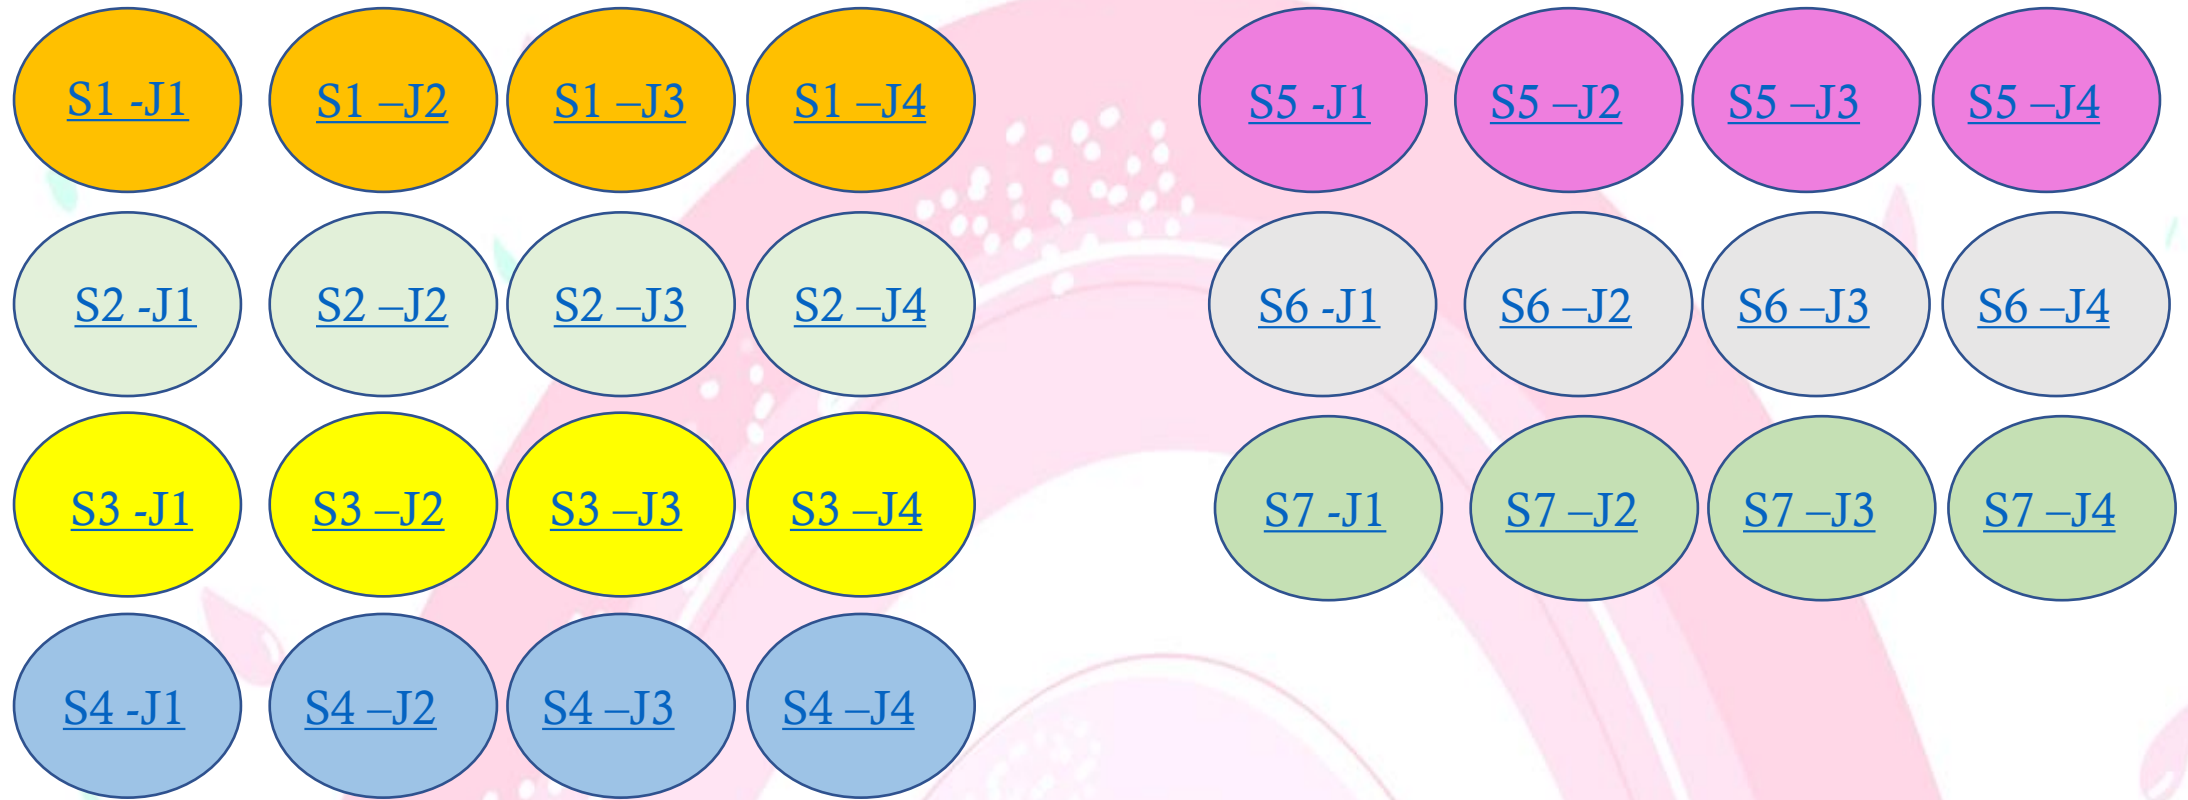 S1 -J1 S1 –J2 S1 –J3 S1 –J4
S2 -J1 S2 –J2 S2 –J3 S2 –J4
S3 -J1 S3 –J2 S3 –J3 S3 –J4
S4 -J1 S4 –J2 S4 –J3 S4 –J4
S5 -J1 S5 –J2 S5 –J3 S5 –J4
S6 -J1 S6 –J2 S6 –J3 S6 –J4
S7 -J1 S7 –J2 S7 –J3 S7 –J4